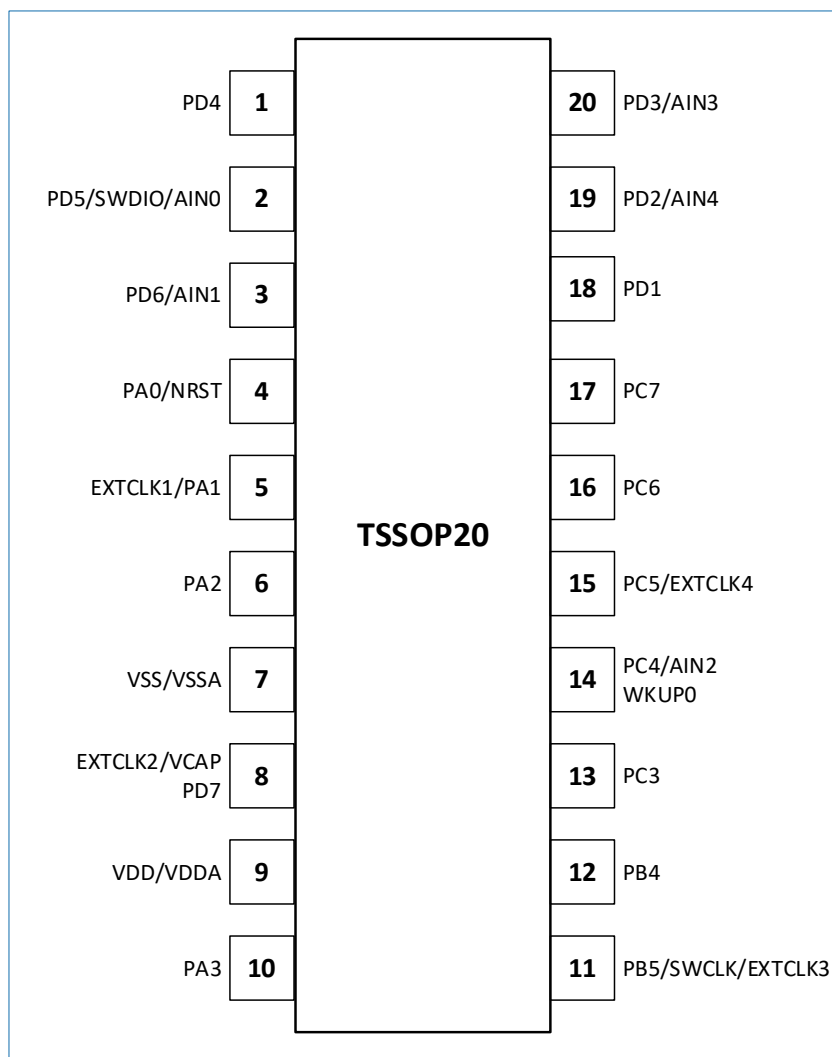 PD4 1
PD5/SWDIO/AIN0 2
PD6/AIN1 3
PA0/NRST 4
EXTCLK1/PA1 5
PA2 6
VSS/VSSA 7
EXTCLK2/VCAP
PD7 8
VDD/VDDA 9
PA3 10
TSSOP20
20 PD3/AIN3
19 PD2/AIN4
18 PD1
17 PC7
16 PC6
15 PC5/EXTCLK4
14 PC4/AIN2
WKUP0
13 PC3
12 PB4
11 PB5/SWCLK/EXTCLK3